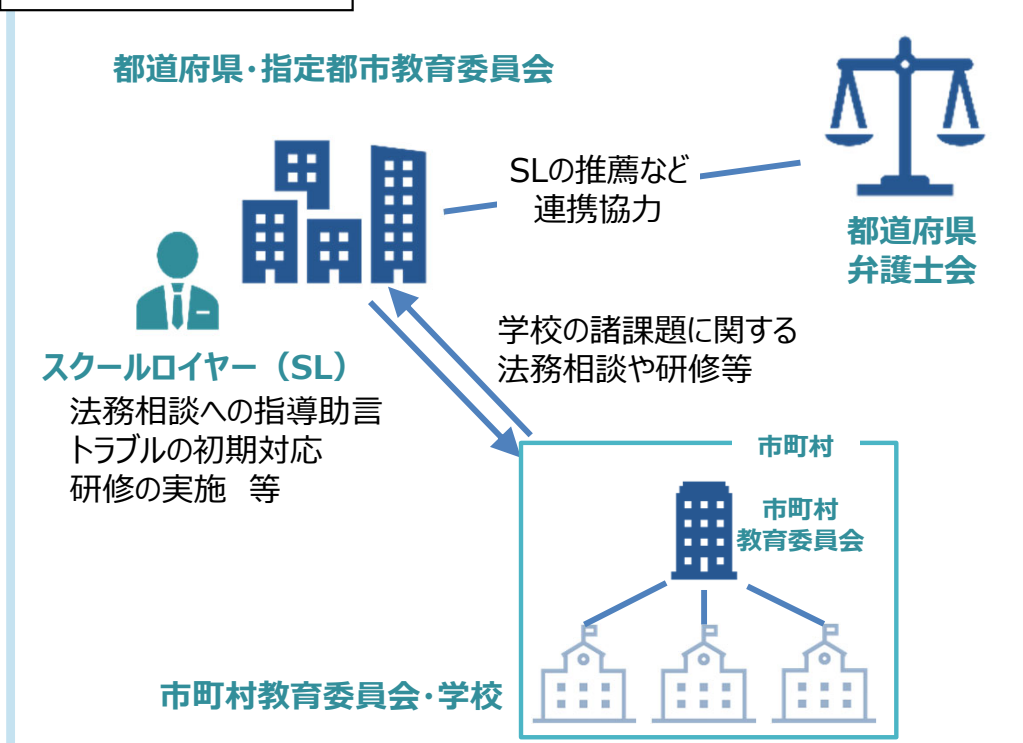 都道府県・指定都市教育委員会
SLの推薦など
連携協力
都道府県
弁護士会
スクールロイヤー（SL）
法務相談への指導助言
トラブルの初期対応
研修の実施　等
学校の諸課題に関する
法務相談や研修等
市町村
市町村
教育委員会
市町村教育委員会・学校